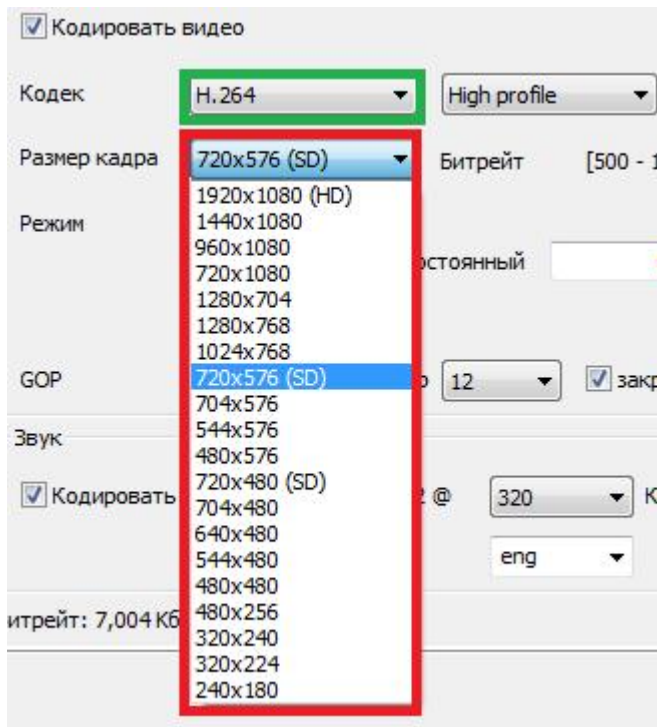 Кодировать видео
Кодек H.264 High profile
Размер кадра 720x576 (SD) Битрейт [500 - 1
1920x1080 (HD)
Режим 1440x1080
960x1080
остоянный
720x1080
1280x704
1280x768
1024x768
GOP 720x576 (SD) 12 закр
704x576
544x576
Звук
480x576
720x480 (SD)
Кодировать 704x480 2 @ 320 К
640x480
544x480 eng
480x480
480x256
итрейт: 7,004 Кб
320x240
320x224
240x180